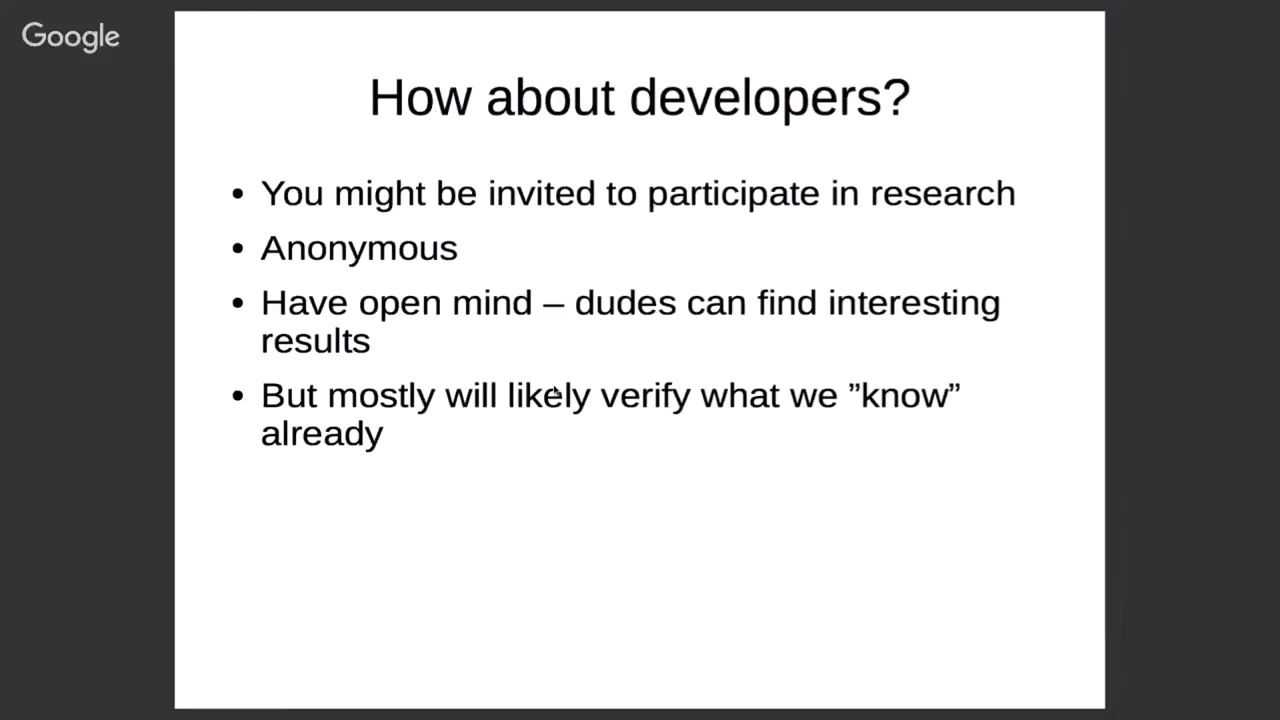 Google
How about developers?
• You might be invited to participate in research
• Anonymous
• Have open mind – dudes can find interesting
results
• But mostly will likely verify what we ”know”
already